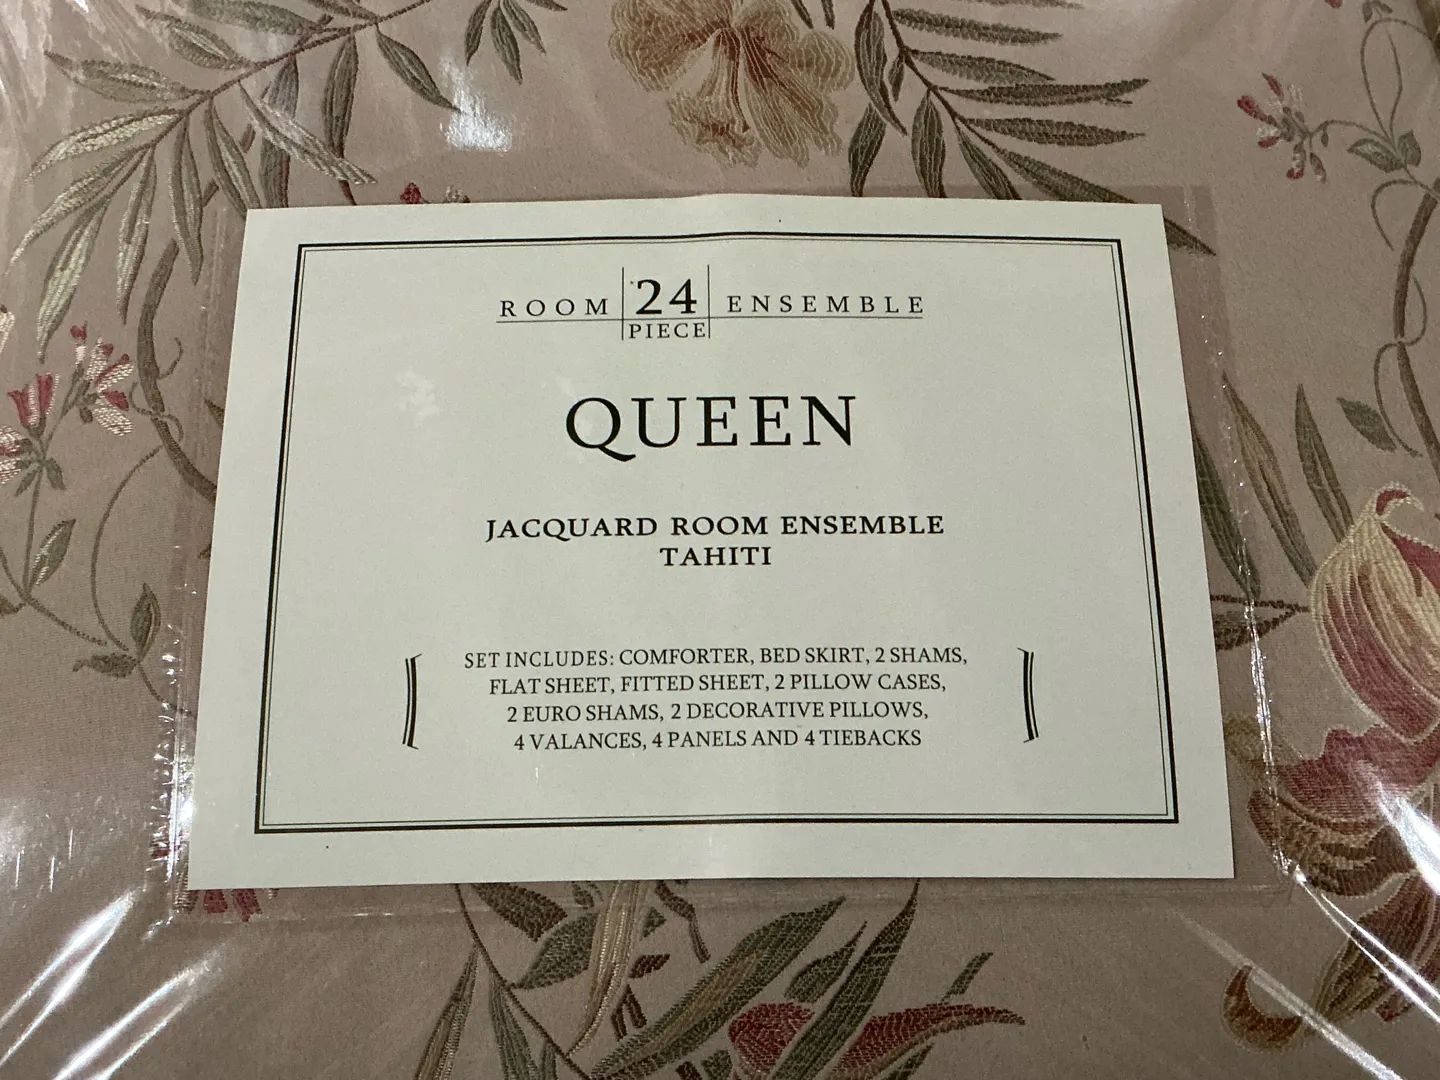 ROOM 24 ENSEMBLE
PIECE
QUEEN
JACQUARD ROOM ENSEMBLE
TAHITI
SET INCLUDES: COMFORTER, BED SKIRT, 2 SHAMS,
FLAT SHEET, FITTED SHEET, 2 PILLOW CASES,
2 EURO SHAMS, 2 DECORATIVE PILLOWS,
4 VALANCES, 4 PANELS AND 4 TIEBACKS